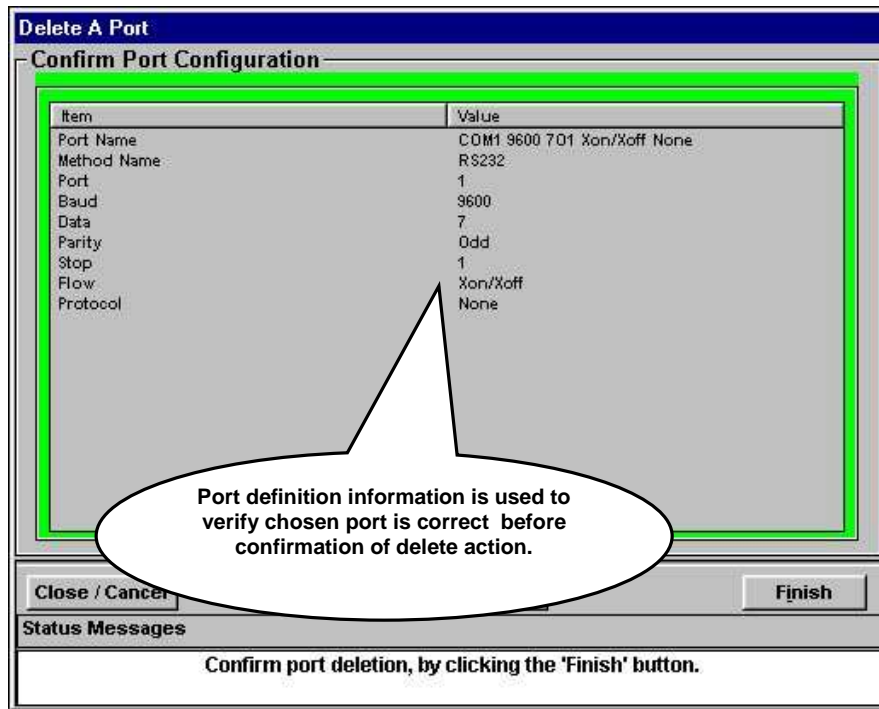 Delete A Port
Confirm Port Configuration
Item Value
Port Name COM1 9600 7O1 Xon/Xoff None
Method Name RS232
Port 1
Baud 9600
Data 7
Parity Odd
Stop 1
Flow Xon/Xoff
Protocol None
Port definition information is used to
verify chosen port is correct before
confirmation of delete action.
Close / Cancel Finish
Status Messages
Confirm port deletion, by clicking the 'Finish' button.